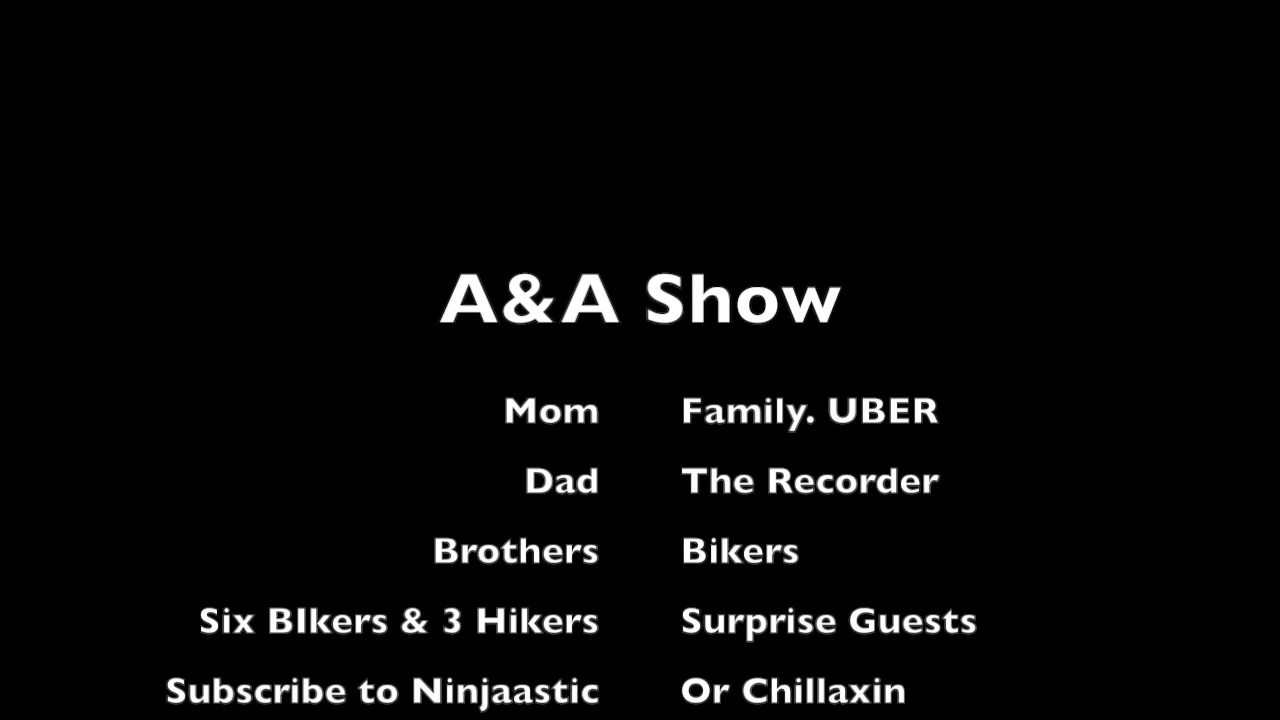 A&A Show
Mom Family. UBER
Dad The Recorder
Brothers Bikers
Six BIkers & 3 Hikers Surprise Guests
Subscribe to Ninjaastic Or Chillaxin